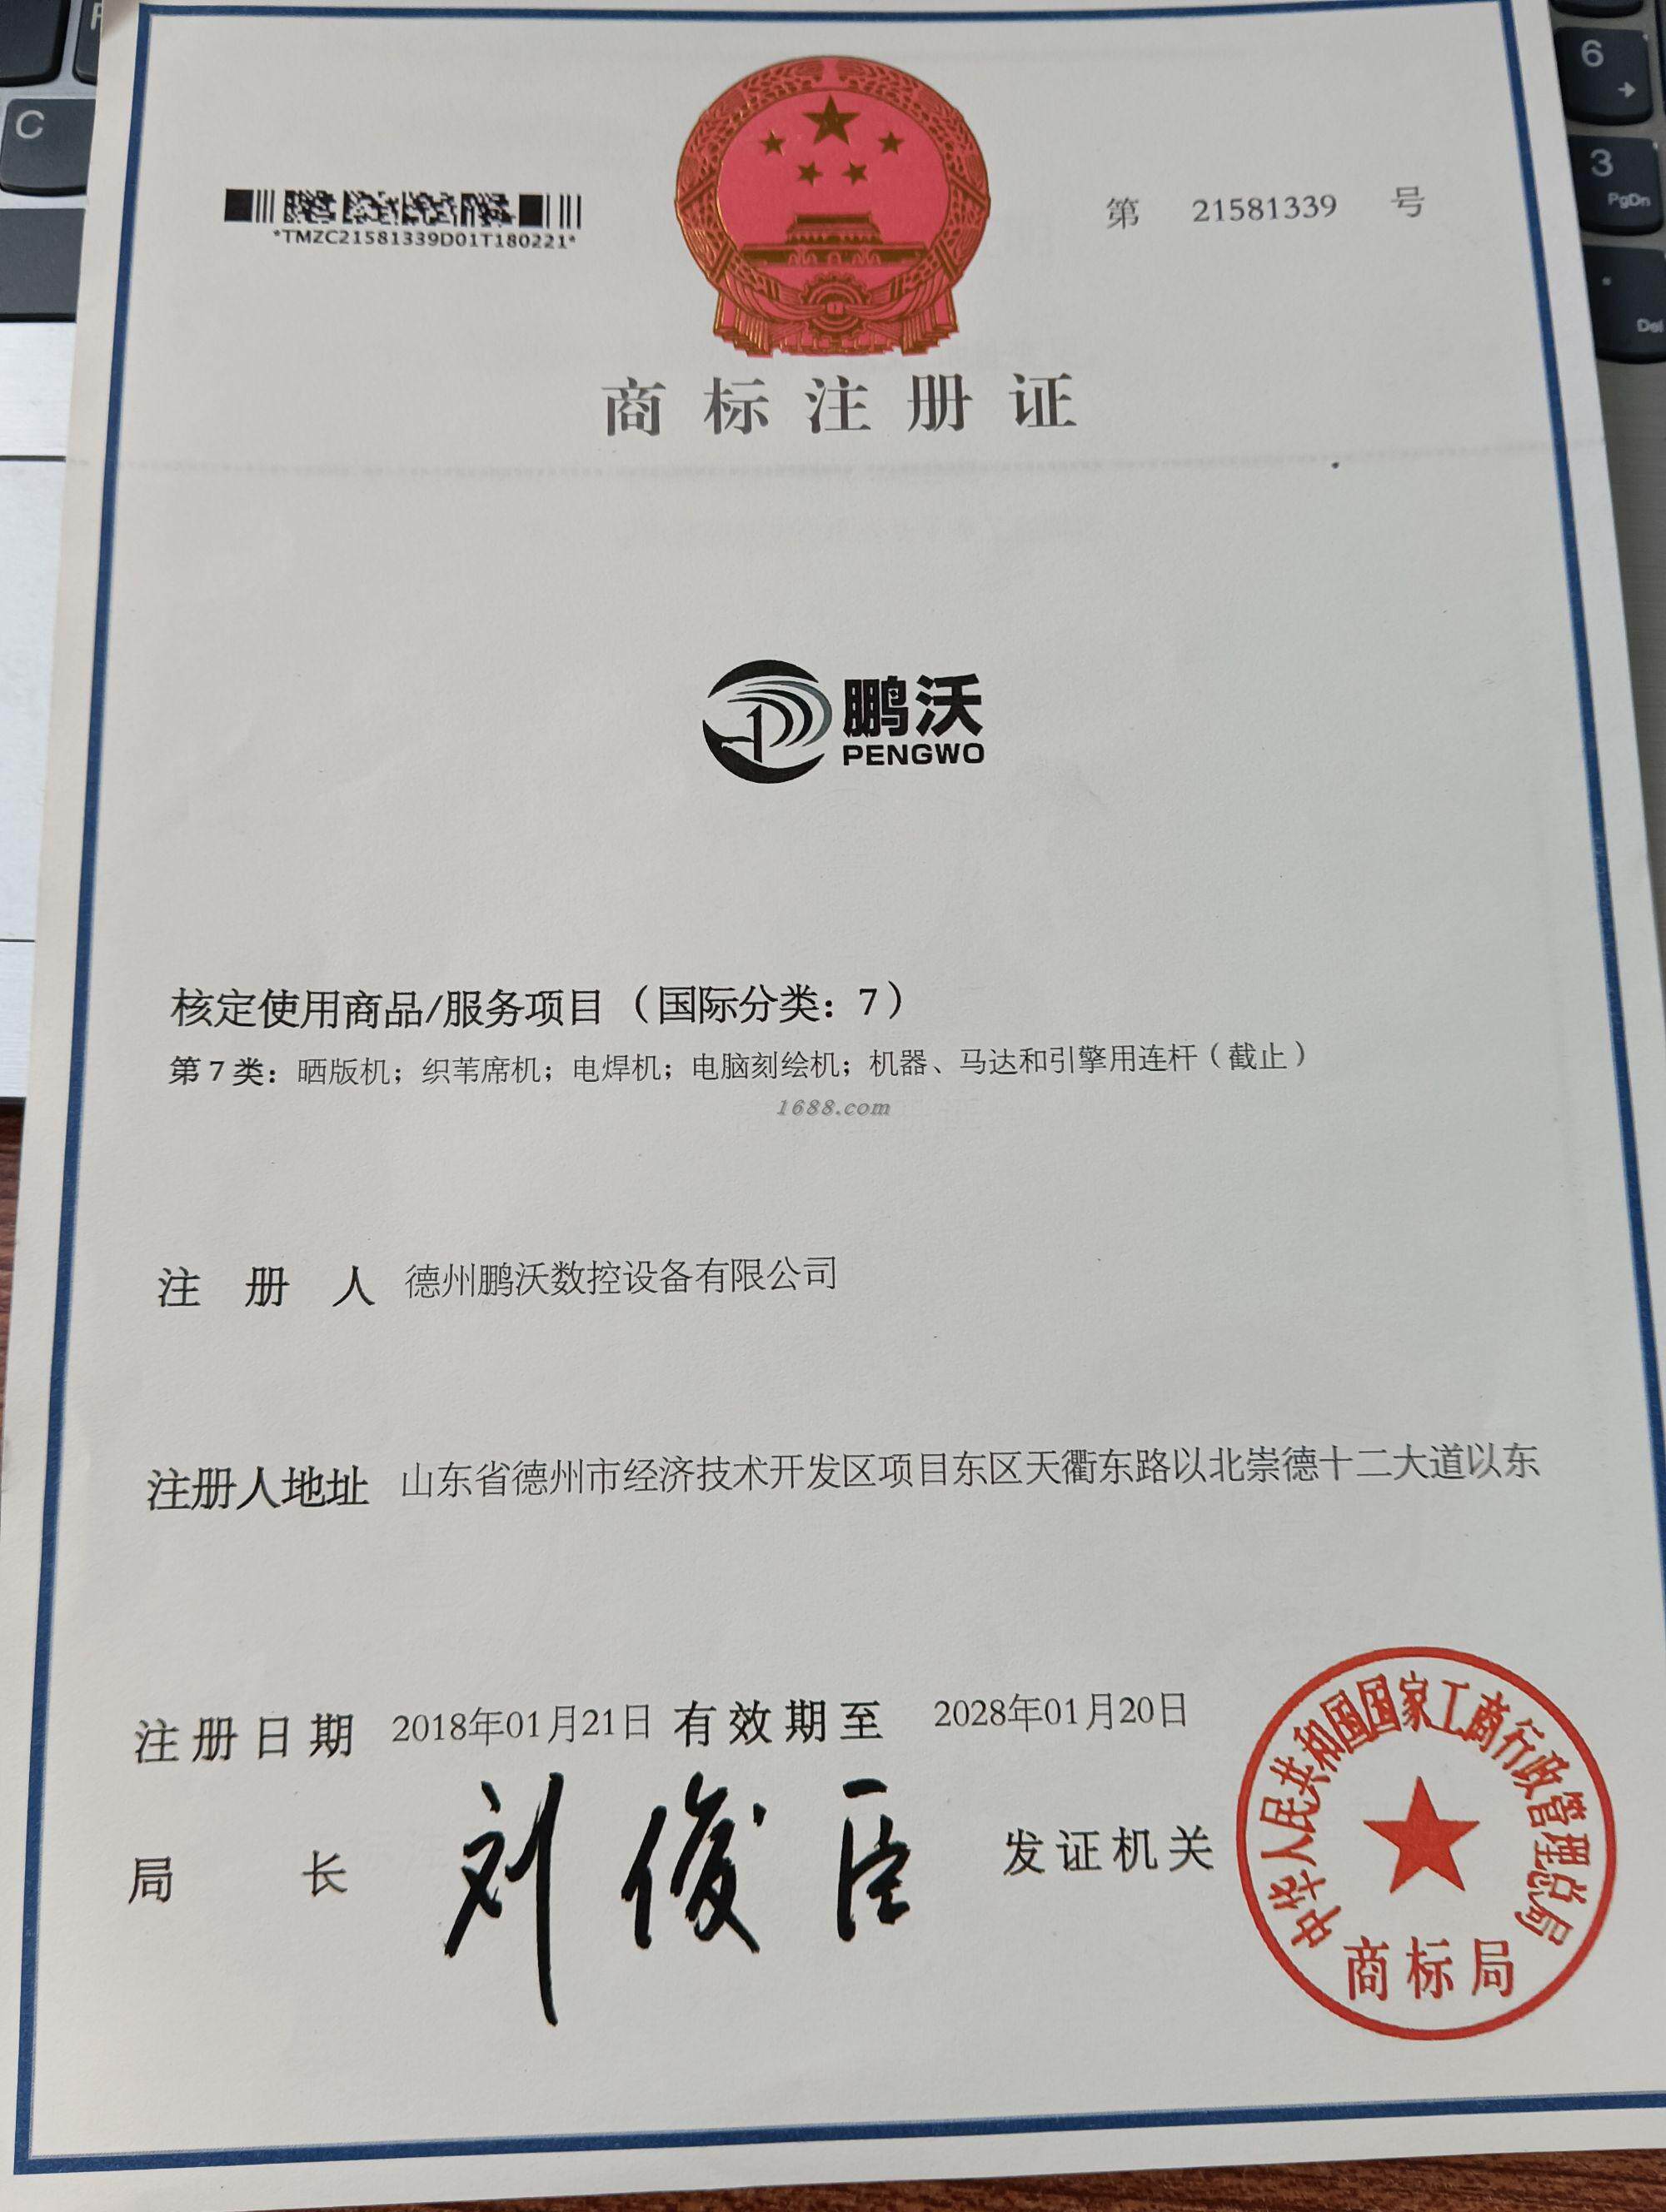 C
6
3
PgDn
.
Del
*TMZC21581339D01T180221*
第 21581339 号
商标注册证
鹏沃
PENGWO
核定使用商品/服务项目（国际分类：7）
第7类：晒版机；织苇席机；电焊机；电脑刻绘机；机器、马达和引擎用连杆（截止）
1688.com
注册人 德州鹏沃数控设备有限公司
注册人地址 山东省德州市经济技术开发区项目东区天衢东路以北崇德十二大道以东
注册日期 2018年01月21日 有效期至 2028年01月20日
局长 刘俊臣 发证机关
中华人民共和国国家工商行政管理总局
商标局